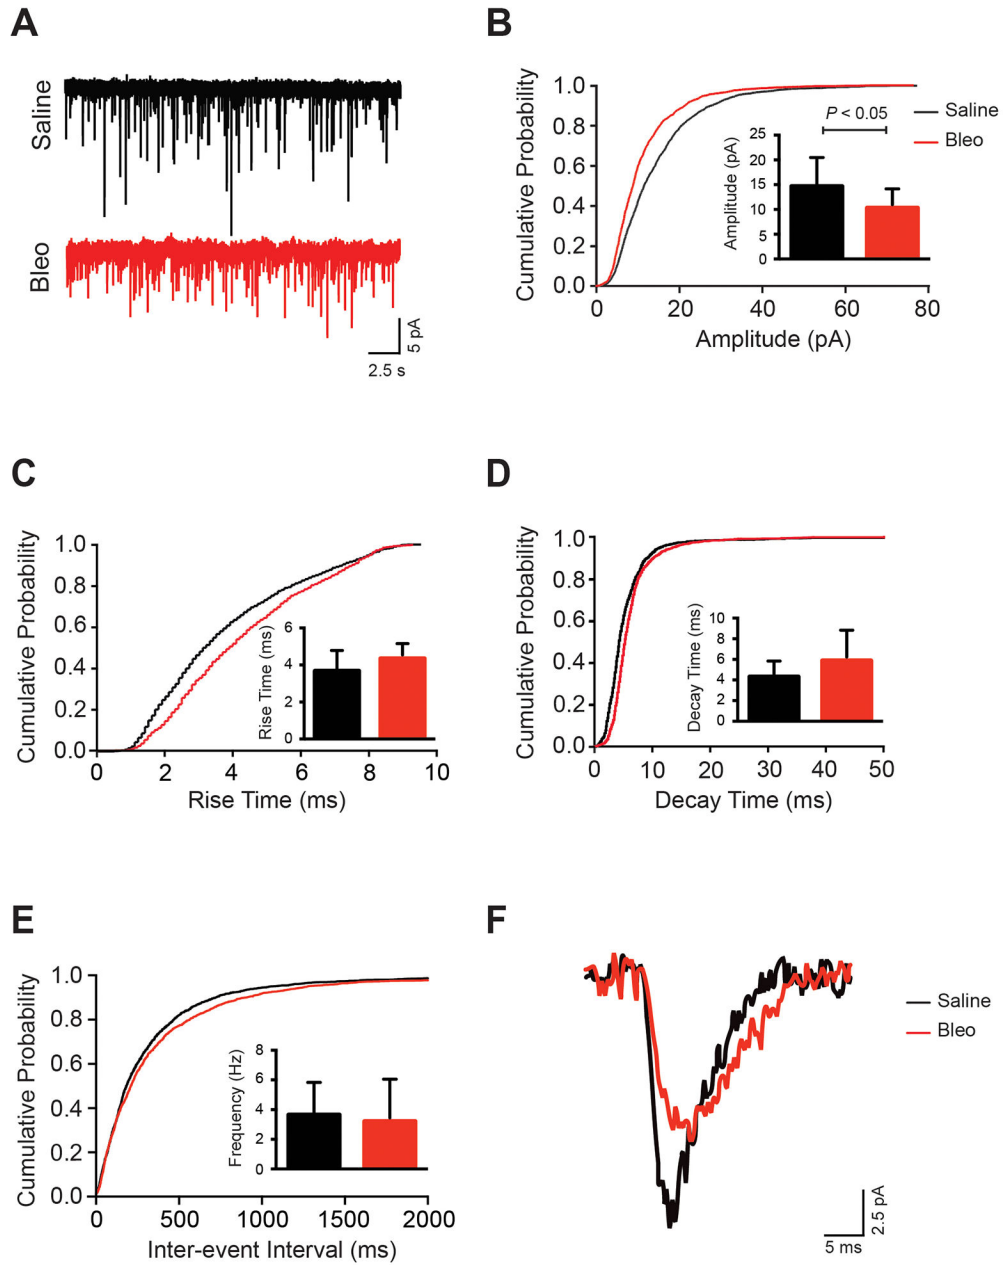 A
Saline
Bleo
5 pA
2.5 s
B
Cumulative Probability
1.0
0.8
0.6
0.4
0.2
0.0
0
20
40
60
80
Amplitude (pA)
Saline
Bleo
P < 0.05
Amplitude (pA)
25
20
15
10
5
0
C
Cumulative Probability
1.0
0.8
0.6
0.4
0.2
0.0
0
2
4
6
8
10
Rise Time (ms)
Rise Time (ms)
6
4
2
0
D
Cumulative Probability
1.0
0.8
0.6
0.4
0.2
0.0
0
10
20
30
40
50
Decay Time (ms)
Decay Time (ms)
10
8
6
4
2
0
E
Cumulative Probability
1.0
0.8
0.6
0.4
0.2
0.0
0
500
1000
1500
2000
Inter-event Interval (ms)
Frequency (Hz)
8
6
4
2
0
F
Saline
Bleo
2.5 pA
5 ms